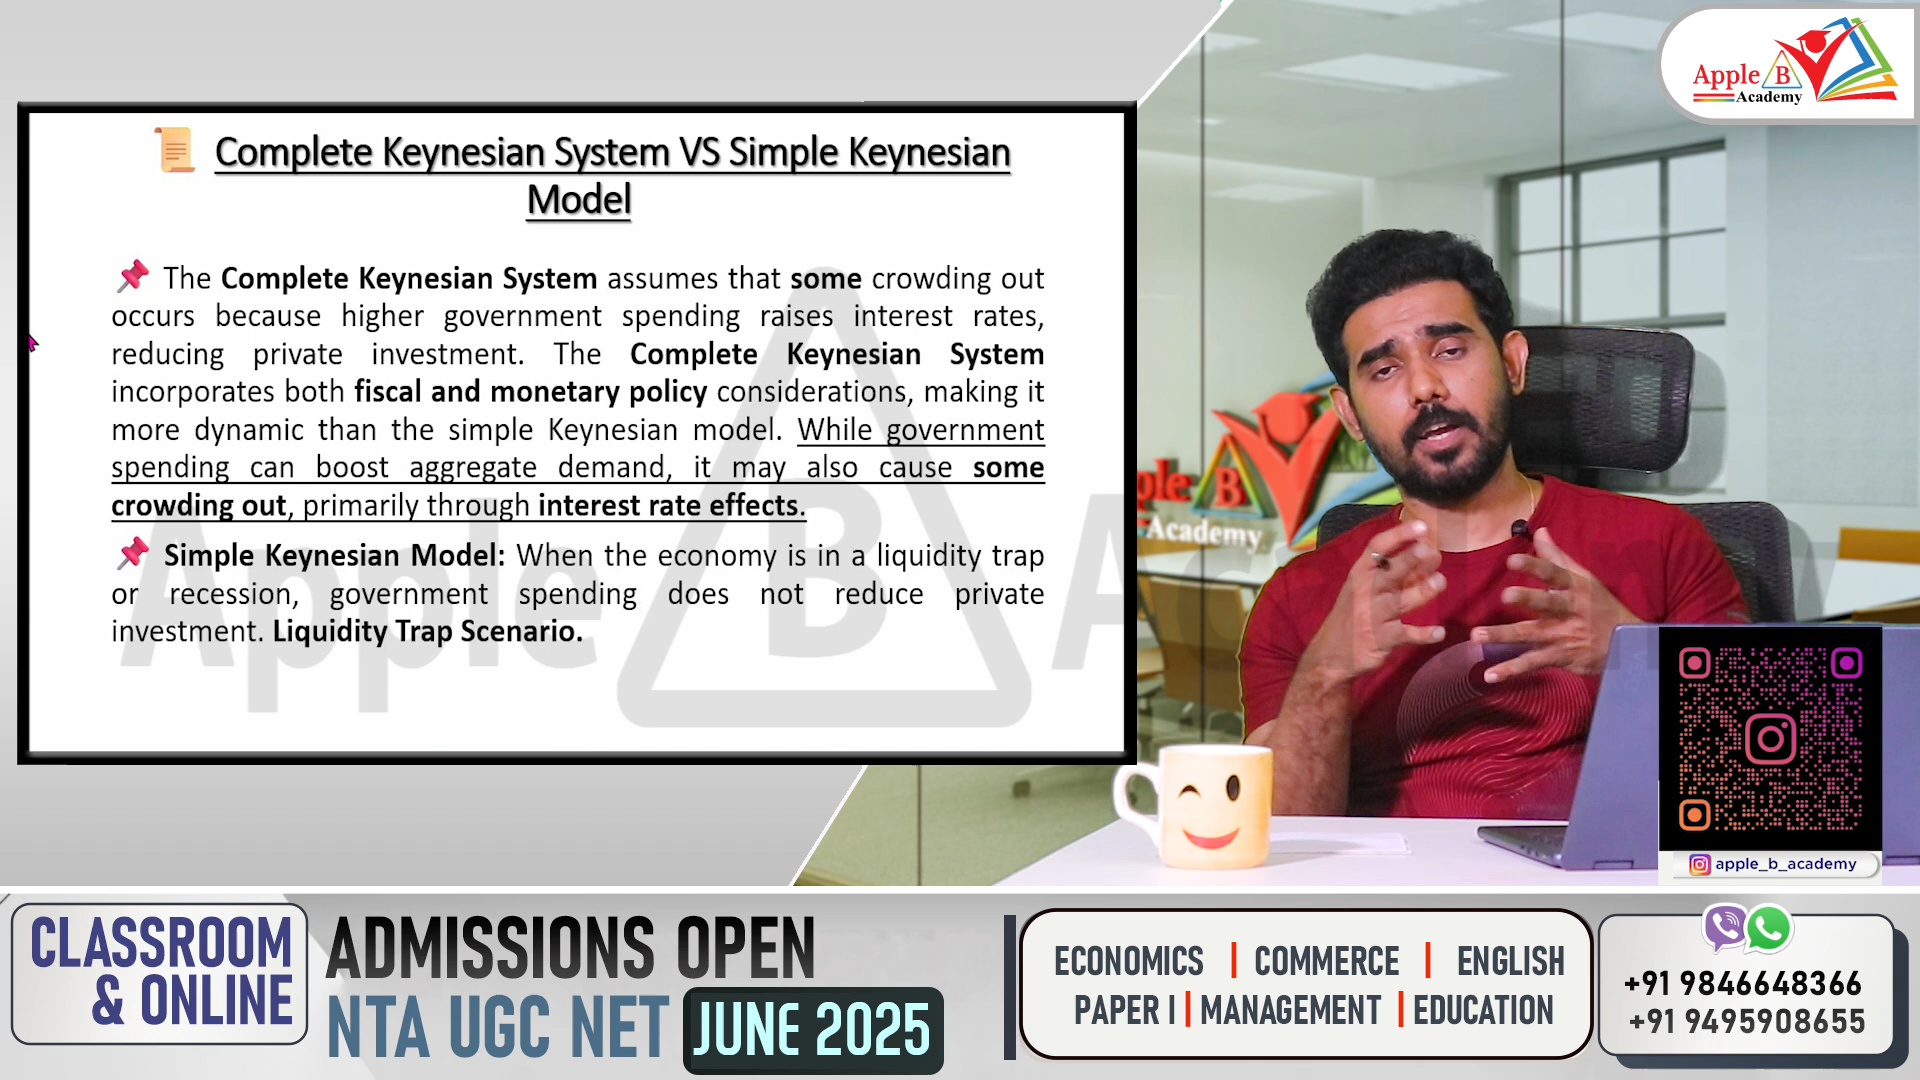 Apple B
Academy
Complete Keynesian System VS Simple Keynesian
Model
The Complete Keynesian System assumes that some crowding out
occurs because higher government spending raises interest rates,
reducing private investment. The Complete Keynesian System
incorporates both fiscal and monetary policy considerations, making it
more dynamic than the simple Keynesian model. While government
spending can boost aggregate demand, it may also cause some
crowding out, primarily through interest rate effects.
Simple Keynesian Model: When the economy is in a liquidity trap
or recession, government spending does not reduce private
investment. Liquidity Trap Scenario.
Apple B Academy
ple B
Academy
apple_b_academy
CLASSROOM
& ONLINE
ADMISSIONS OPEN
NTA UGC NET JUNE 2025
ECONOMICS | COMMERCE | ENGLISH
PAPER I | MANAGEMENT | EDUCATION
+91 9846648366
+91 9495908655